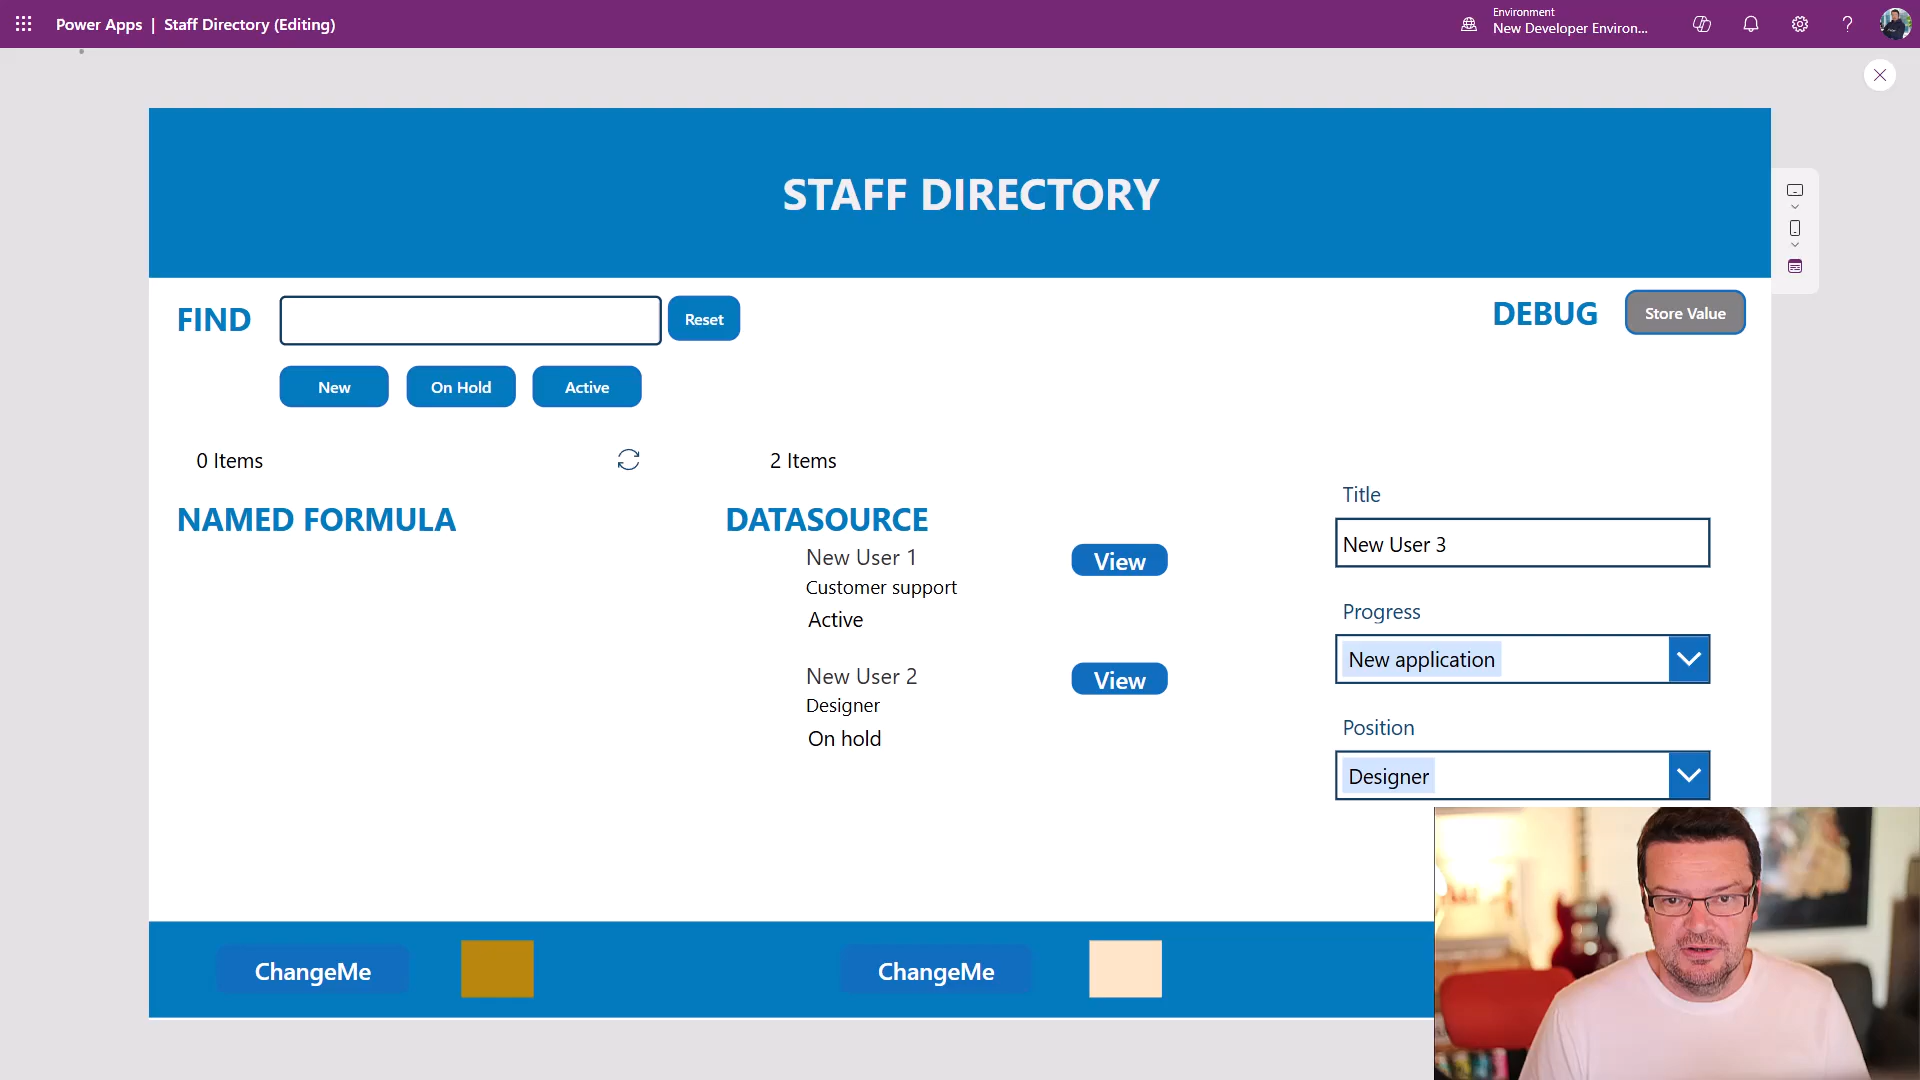 Power Apps | Staff Directory (Editing)
Environment
New Developer Environ...
STAFF DIRECTORY
FIND
Reset
DEBUG
Store Value
New
On Hold
Active
0 Items
2 Items
NAMED FORMULA
DATASOURCE
New User 1
View
Customer support
Active
New User 2
View
Designer
On hold
Title
New User 3
Progress
New application
Position
Designer
ChangeMe
ChangeMe